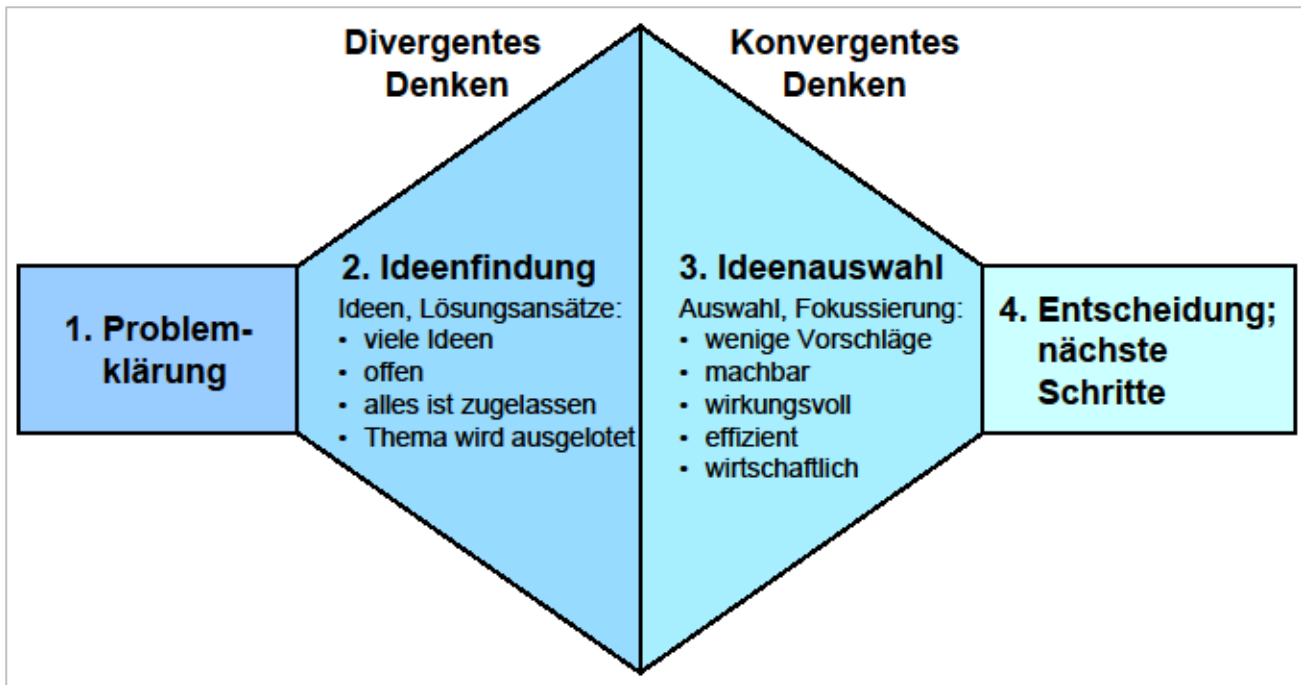 Divergentes
Denken
Konvergentes
Denken
1. Problem-
klärung
2. Ideenfindung
Ideen, Lösungsansätze:
• viele Ideen
• offen
• alles ist zugelassen
• Thema wird ausgelotet
3. Ideenauswahl
Auswahl, Fokussierung:
• wenige Vorschläge
• machbar
• wirkungsvoll
• effizient
• wirtschaftlich
4. Entscheidung;
nächste
Schritte